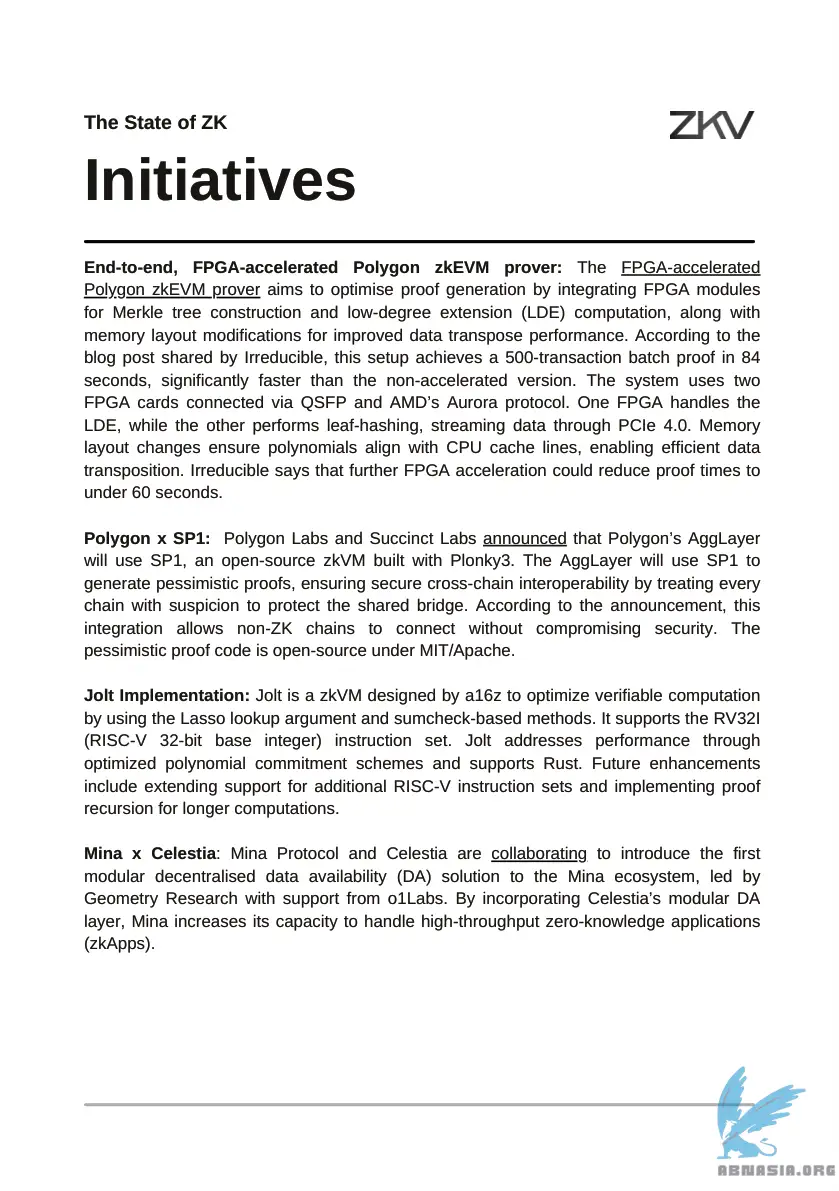 The State of ZK
ZKV
Initiatives
End-to-end, FPGA-accelerated Polygon zkEVM prover: The FPGA-accelerated
Polygon zkEVM prover aims to optimise proof generation by integrating FPGA modules
for Merkle tree construction and low-degree extension (LDE) computation, along with
memory layout modifications for improved data transpose performance. According to the
blog post shared by Irreducible, this setup achieves a 500-transaction batch proof in 84
seconds, significantly faster than the non-accelerated version. The system uses two
FPGA cards connected via QSFP and AMD’s Aurora protocol. One FPGA handles the
LDE, while the other performs leaf-hashing, streaming data through PCIe 4.0. Memory
layout changes ensure polynomials align with CPU cache lines, enabling efficient data
transposition. Irreducible says that further FPGA acceleration could reduce proof times to
under 60 seconds.
Polygon x SP1: Polygon Labs and Succinct Labs announced that Polygon’s AggLayer
will use SP1, an open-source zkVM built with Plonky3. The AggLayer will use SP1 to
generate pessimistic proofs, ensuring secure cross-chain interoperability by treating every
chain with suspicion to protect the shared bridge. According to the announcement, this
integration allows non-ZK chains to connect without compromising security. The
pessimistic proof code is open-source under MIT/Apache.
Jolt Implementation: Jolt is a zkVM designed by a16z to optimize verifiable computation
by using the Lasso lookup argument and sumcheck-based methods. It supports the RV32I
(RISC-V 32-bit base integer) instruction set. Jolt addresses performance through
optimized polynomial commitment schemes and supports Rust. Future enhancements
include extending support for additional RISC-V instruction sets and implementing proof
recursion for longer computations.
Mina x Celestia: Mina Protocol and Celestia are collaborating to introduce the first
modular decentralised data availability (DA) solution to the Mina ecosystem, led by
Geometry Research with support from o1Labs. By incorporating Celestia’s modular DA
layer, Mina increases its capacity to handle high-throughput zero-knowledge applications
(zkApps).
ABNASIA.ORG